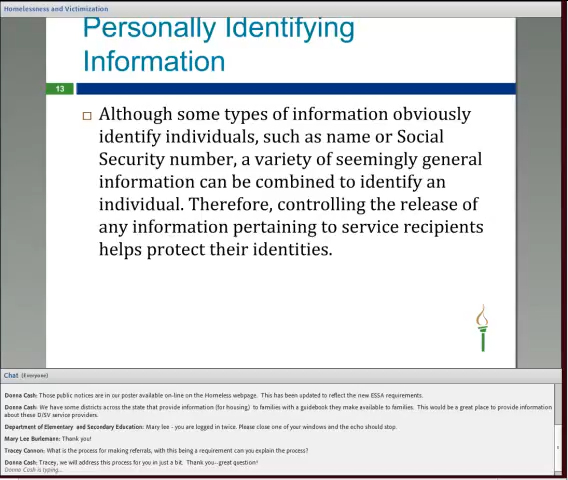 Homelessness and Victimization
Personally Identifying
Information
13
Although some types of information obviously
identify individuals, such as name or Social
Security number, a variety of seemingly general
information can be combined to identify an
individual. Therefore, controlling the release of
any information pertaining to service recipients
helps protect their identities.
Chat (Everyone)
Donna Cash: Those public notices are in our poster available on-line on the Homeless webpage. This has been updated to reflect the new ESSA requirements.
Donna Cash: We have some districts across the state that provide information (for housing) to families with a guidebook they make available to families. This would be a great place to provide information
about these D/SV service providers.
Department of Elementary and Secondary Education: Mary lee - you are logged in twice. Please close one of your windows and the echo should stop.
Mary Lee Burlemann: Thank you!
Tracey Cannon: What is the process for making referrals, with this being a requirement can you explain the process?
Donna Cash: Tracey, we will address this process for you in just a bit. Thank you--great question!
Donna Cash is typing...